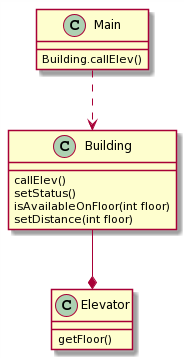 C Main
Building.callElev()
C Building
callElev()
setStatus()
isAvailableOnFloor(int floor)
setDistance(int floor)
C Elevator
getFloor()